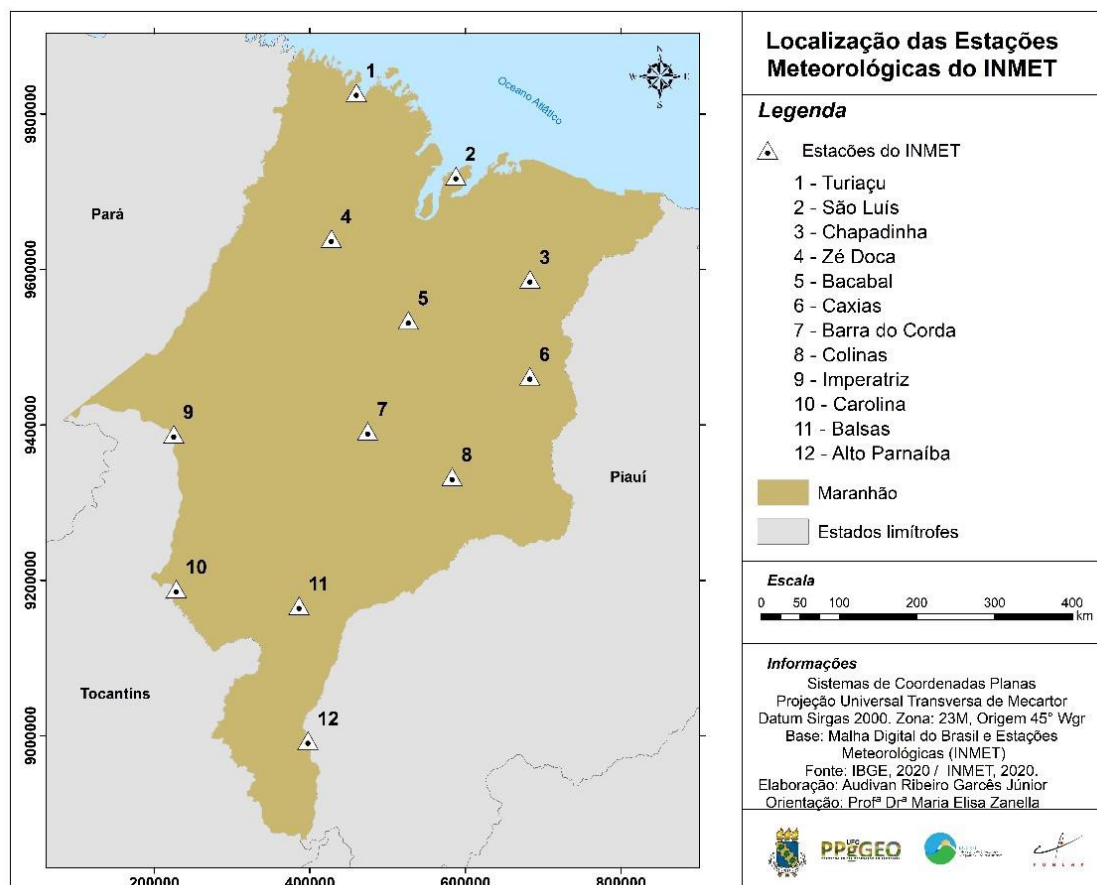 1
Oceano Atlático
2
Pará
4
3
5
6
9
7
8
Piauí
10
11
Tocantins
12
9800000
9600000
9400000
9200000
9000000
200000
400000
600000
800000
N
W
E
S
Localização das Estações
Meteorológicas do INMET
Legenda
Estacões do INMET
1 - Turiaçu
2 - São Luís
3 - Chapadinha
4 - Zé Doca
5 - Bacabal
6 - Caxias
7 - Barra do Corda
8 - Colinas
9 - Imperatriz
10 - Carolina
11 - Balsas
12 - Alto Parnaíba
Maranhão
Estados limítrofes
Escala
0 50 100 200 300 400
km
Informações
Sistemas de Coordenadas Planas
Projeção Universal Transversa de Mecartor
Datum Sirgas 2000. Zona: 23M, Origem 45° Wgr
Base: Malha Digital do Brasil e Estações
Meteorológicas (INMET)
Fonte: IBGE, 2020 / INMET, 2020.
Elaboração: Audivan Ribeiro Garcês Júnior
Orientação: Profª Drª Maria Elisa Zanella
UFC
PPgGEO